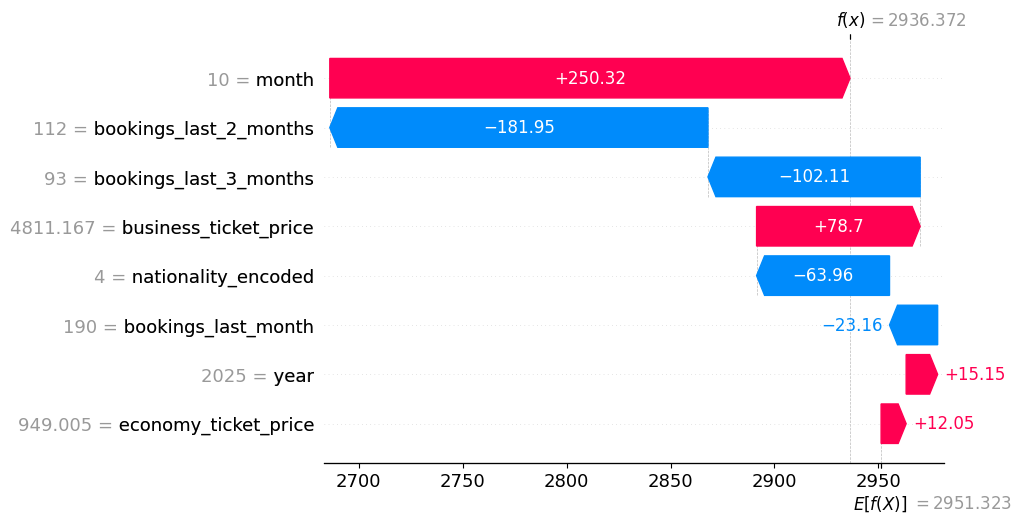 f(x) = 2936.372
10 = month
+250.32
112 = bookings_last_2_months
−181.95
93 = bookings_last_3_months
−102.11
4811.167 = business_ticket_price
+78.7
4 = nationality_encoded
−63.96
190 = bookings_last_month
−23.16
2025 = year
+15.15
949.005 = economy_ticket_price
+12.05
2700 2750 2800 2850 2900 2950
E[f(X)] = 2951.323